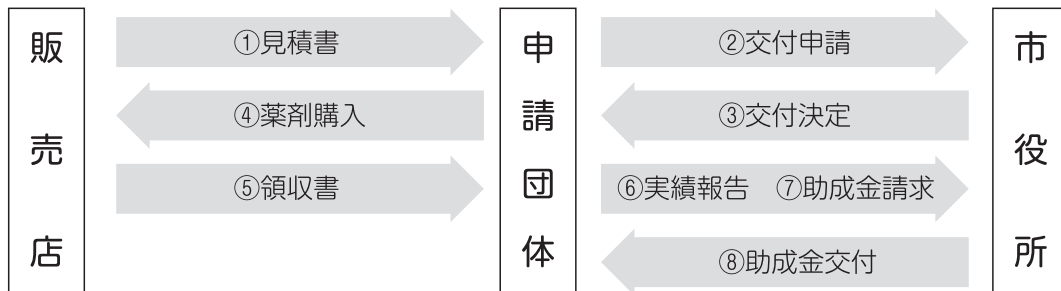 販売店
①見積書
④薬剤購入
⑤領収書
申請団体
②交付申請
③交付決定
⑥実績報告　⑦助成金請求
⑧助成金交付
市役所